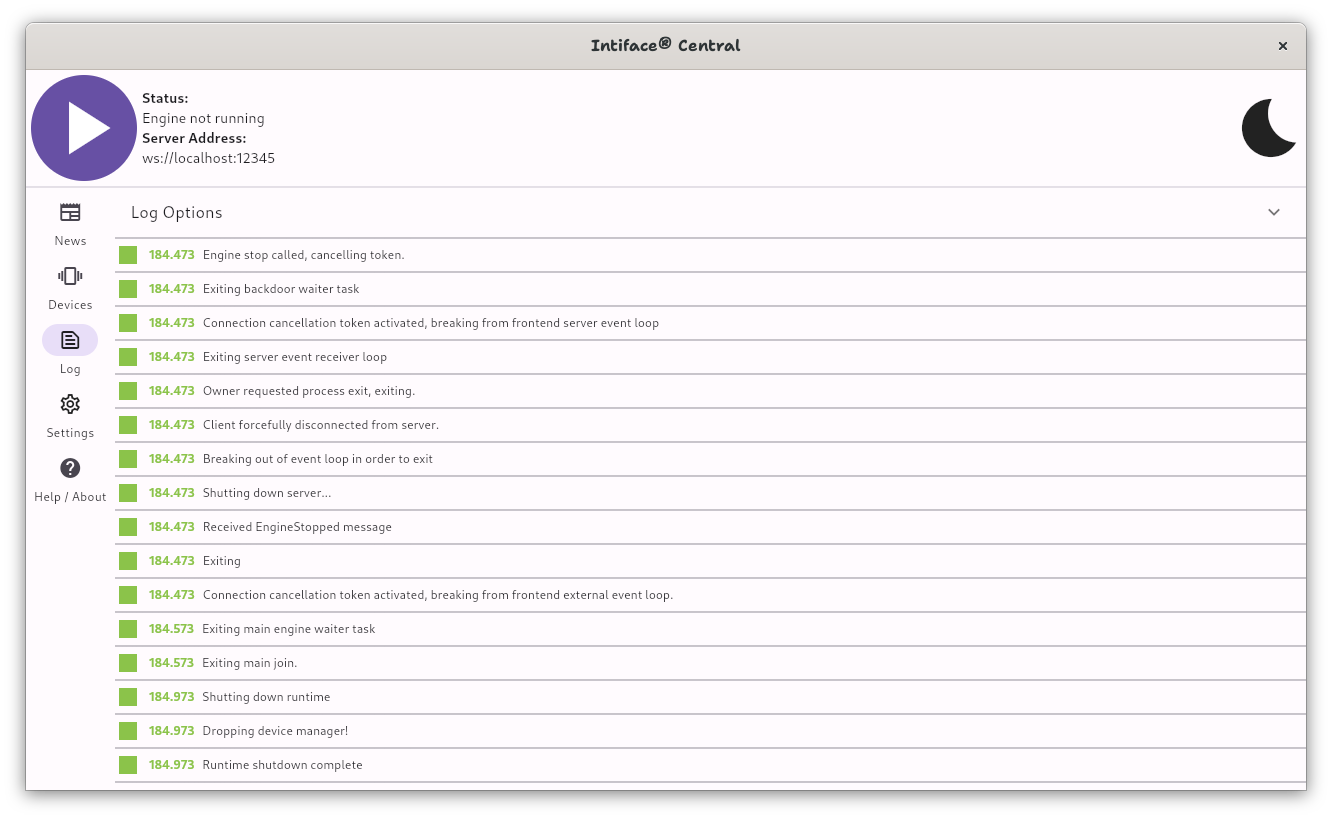 Intiface® Central
Status:
Engine not running
Server Address:
ws://localhost:12345
News
Devices
Log
Settings
Help / About
Log Options
184.473 Engine stop called, cancelling token.
184.473 Exiting backdoor waiter task
184.473 Connection cancellation token activated, breaking from frontend server event loop
184.473 Exiting server event receiver loop
184.473 Owner requested process exit, exiting.
184.473 Client forcefully disconnected from server.
184.473 Breaking out of event loop in order to exit
184.473 Shutting down server...
184.473 Received EngineStopped message
184.473 Exiting
184.473 Connection cancellation token activated, breaking from frontend external event loop.
184.573 Exiting main engine waiter task
184.573 Exiting main join.
184.973 Shutting down runtime
184.973 Dropping device manager!
184.973 Runtime shutdown complete